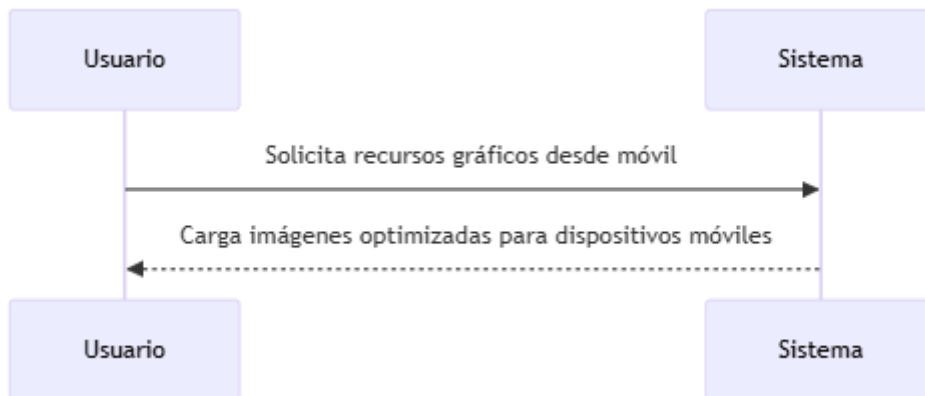 Usuario
Sistema
Solicita recursos gráficos desde móvil
Carga imágenes optimizadas para dispositivos móviles
Usuario
Sistema